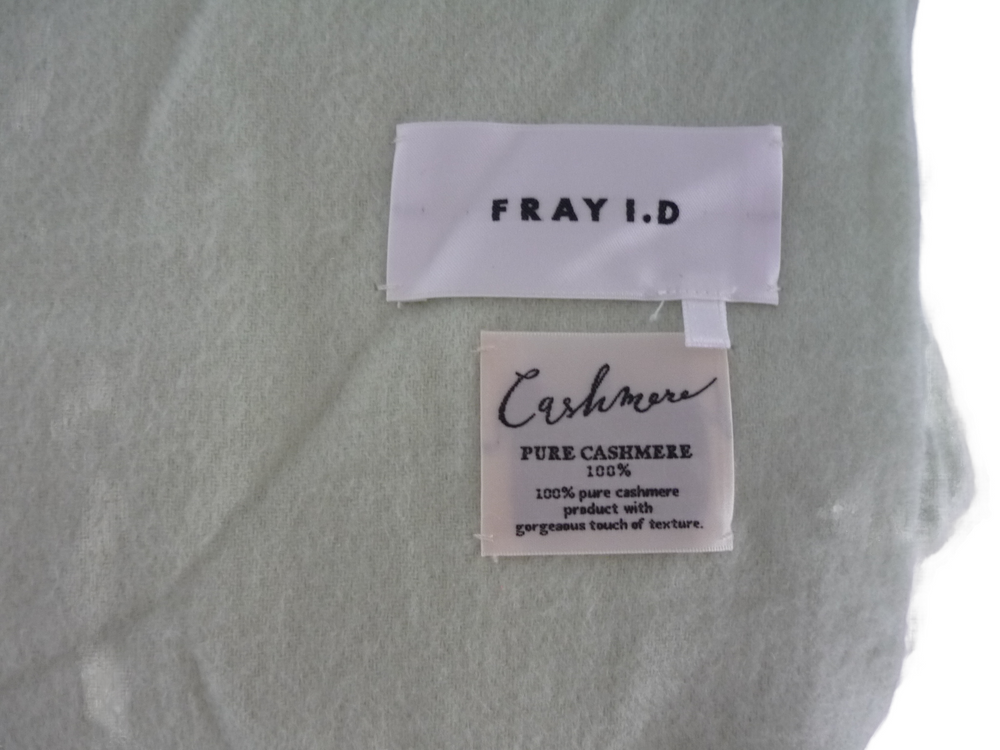 FRAY I.D
Cashmere
PURE CASHMERE
100%
100% pure cashmere
product with
gorgeous touch of texture.